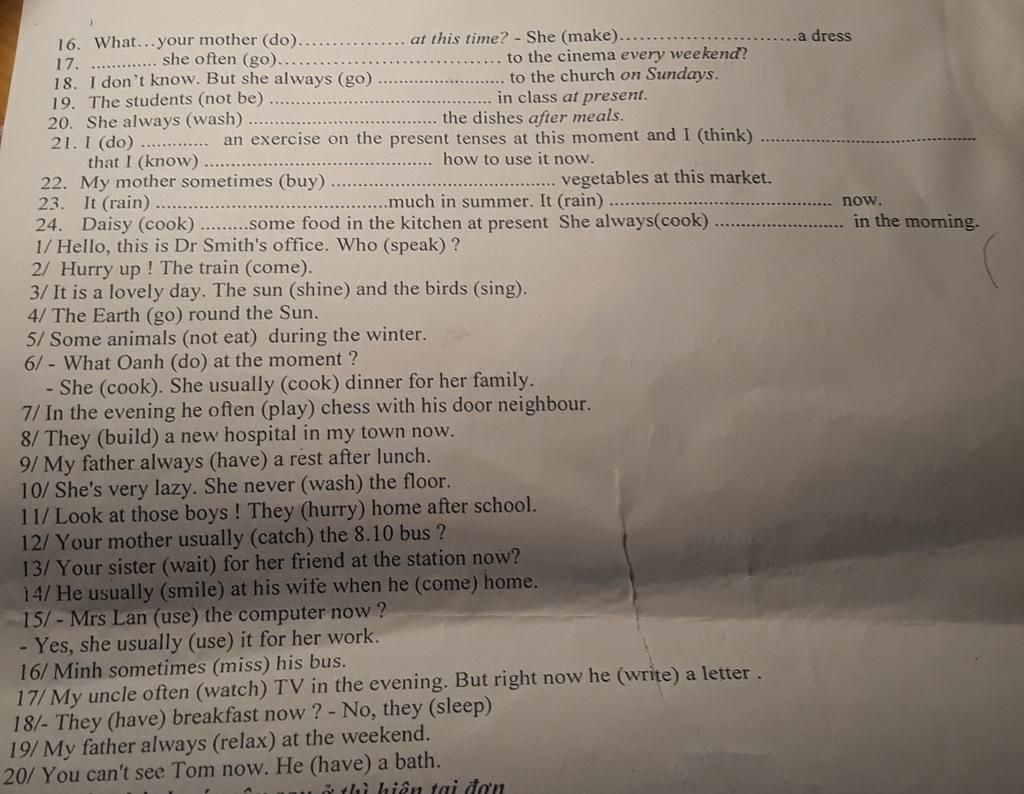 16. What...your mother (do)................ at this time? - She (make)...........................a dress
17. ............. she often (go).................................. to the cinema every weekend?
18. I don't know. But she always (go) ...................... to the church on Sundays.
19. The students (not be) ....................................... in class at present.
20. She always (wash) ................................. the dishes after meals.
21. I (do) ............ an exercise on the present tenses at this moment and I (think) ......................................
that I (know) ........................................ how to use it now.
22. My mother sometimes (buy) ....................................... vegetables at this market.
23. It (rain) ........................................much in summer. It (rain) ....................................... now.
24. Daisy (cook) .........some food in the kitchen at present She always(cook) ....................... in the morning.
1/ Hello, this is Dr Smith's office. Who (speak) ?
2/ Hurry up ! The train (come).
3/ It is a lovely day. The sun (shine) and the birds (sing).
4/ The Earth (go) round the Sun.
5/ Some animals (not eat) during the winter.
6/ - What Oanh (do) at the moment ?
- She (cook). She usually (cook) dinner for her family.
7/ In the evening he often (play) chess with his door neighbour.
8/ They (build) a new hospital in my town now.
9/ My father always (have) a rest after lunch.
10/ She's very lazy. She never (wash) the floor.
11/ Look at those boys ! They (hurry) home after school.
12/ Your mother usually (catch) the 8.10 bus ?
13/ Your sister (wait) for her friend at the station now?
14/ He usually (smile) at his wife when he (come) home.
15/ - Mrs Lan (use) the computer now ?
- Yes, she usually (use) it for her work.
16/ Minh sometimes (miss) his bus.
17/ My uncle often (watch) TV in the evening. But right now he (write) a letter .
18/- They (have) breakfast now ? - No, they (sleep)
19/ My father always (relax) at the weekend.
20/ You can't see Tom now. He (have) a bath.
ở thì hiện tại đơn